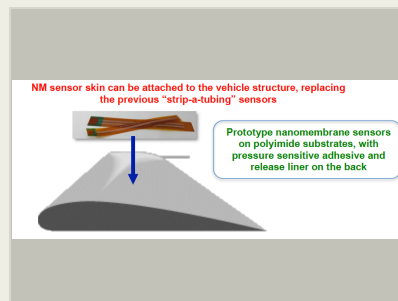 NM sensor skin can be attached to the vehicle structure, replacing
the previous “strip-a-tubing” sensors
Prototype nanomembrane sensors
on polyimide substrates, with
pressure sensitive adhesive and
release liner on the back